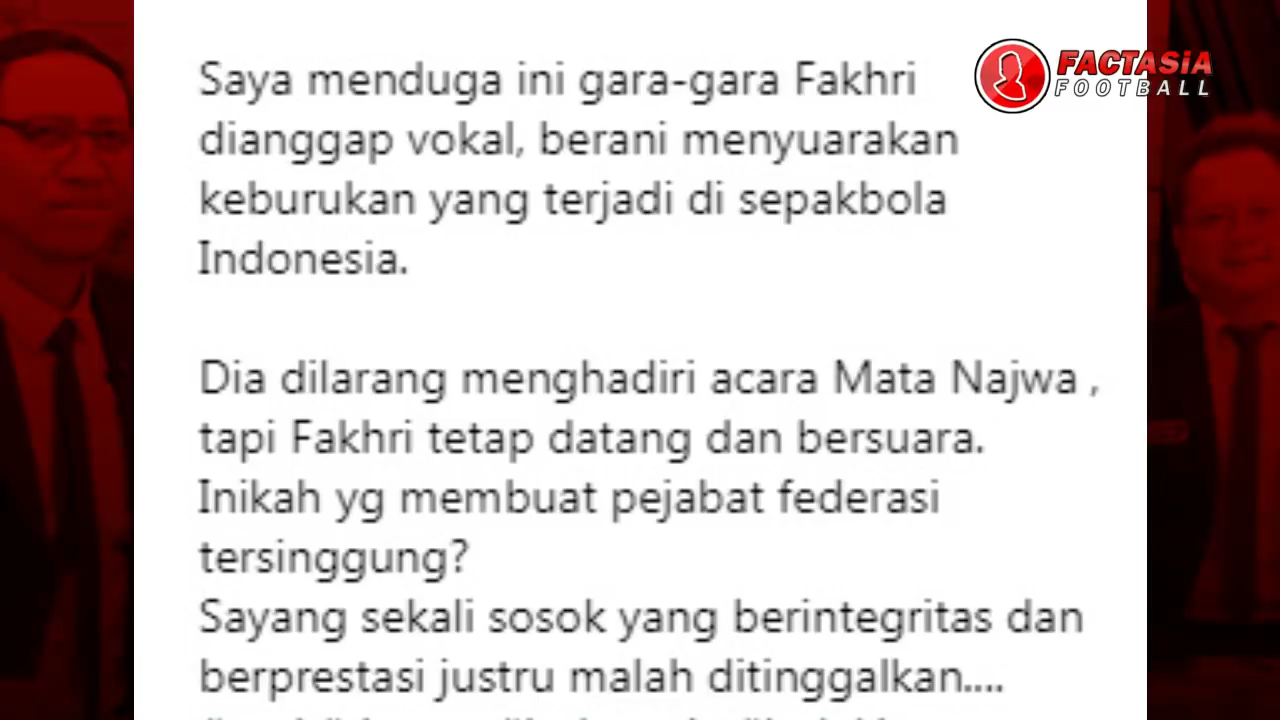 FACTASiA
FOOTBALL
Saya menduga ini gara-gara Fakhri
dianggap vokal, berani menyuarakan
keburukan yang terjadi di sepakbola
Indonesia.
Dia dilarang menghadiri acara Mata Najwa ,
tapi Fakhri tetap datang dan bersuara.
Inikah yg membuat pejabat federasi
tersinggung?
Sayang sekali sosok yang berintegritas dan
berprestasi justru malah ditinggalkan....